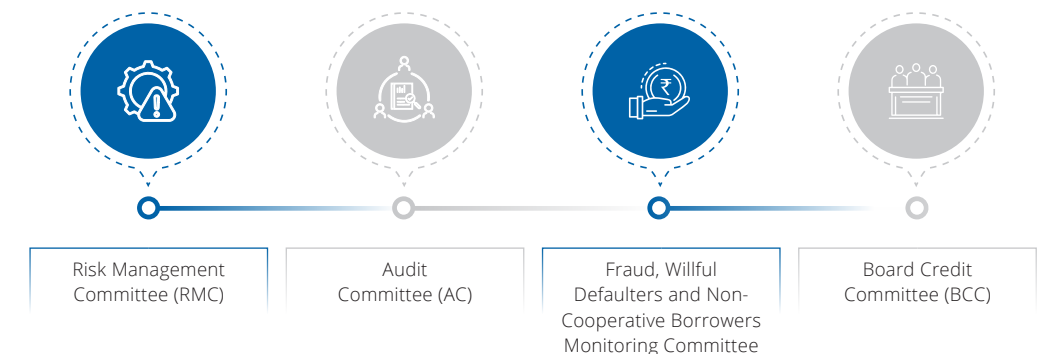 Risk Management
Committee (RMC)
Audit
Committee (AC)
Fraud, Willful
Defaulters and Non-
Cooperative Borrowers
Monitoring Committee
Board Credit
Committee (BCC)
₹